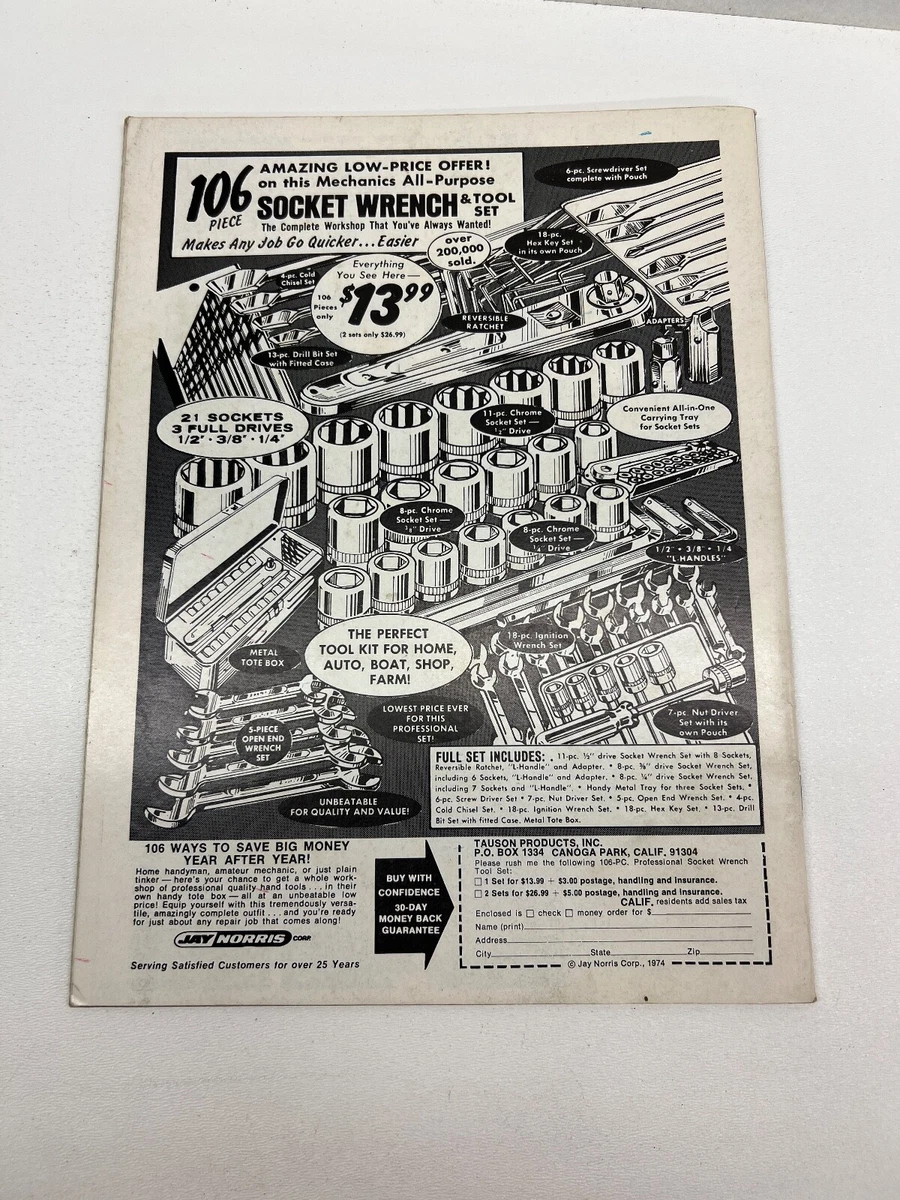 106
PIECE
AMAZING LOW-PRICE OFFER!
on this Mechanics All-Purpose
SOCKET WRENCH & TOOL SET
The Complete Workshop That You've Always Wanted!
Makes Any Job Go Quicker...Easier
6-pc. Screwdriver Set
complete with Pouch
over
200,000
sold.
18-pc.
Hex Key Set
in its own Pouch
4-pc. Cold
Chisel Set
Everything
You See Here—
106
Pieces
only
$13.99
(2 sets only $26.99)
REVERSIBLE
RATCHET
ADAPTERS
13-pc. Drill Bit Set
with Fitted Case
21 SOCKETS
3 FULL DRIVES
1/2" · 3/8" · 1/4"
11-pc. Chrome
Socket Set —
½" Drive
Convenient All-in-One
Carrying Tray
for Socket Sets
8-pc. Chrome
Socket Set —
⅜" Drive
8-pc. Chrome
Socket Set —
¼" Drive
1/2" • 3/8" • 1/4
"L-HANDLES"
METAL
TOTE BOX
THE PERFECT
TOOL KIT FOR HOME,
AUTO, BOAT, SHOP,
FARM!
18-pc. Ignition
Wrench Set
5-PIECE
OPEN END
WRENCH
SET
LOWEST PRICE EVER
FOR THIS
PROFESSIONAL
SET!
7-pc. Nut Driver
Set with its
own Pouch
UNBEATABLE
FOR QUALITY AND VALUE!
FULL SET INCLUDES: . 11-pc. ½" drive Socket Wrench Set with 8 Sockets,
Reversible Ratchet, "L-Handle" and Adapter. • 8-pc. ⅜" drive Socket Wrench Set,
including 6 Sockets, "L-Handle" and Adapter. • 8-pc. ¼" drive Socket Wrench Set,
including 7 Sockets and "L-Handle". • Handy Metal Tray for three Socket Sets, •
6-pc. Screw Driver Set • 7-pc. Nut Driver Set. • 5-pc. Open End Wrench Set. • 4-pc.
Cold Chisel Set. • 18-pc. Ignition Wrench Set. • 18-pc. Hex Key Set. • 13-pc. Drill
Bit Set with fitted Case. Metal Tote Box.
106 WAYS TO SAVE BIG MONEY
YEAR AFTER YEAR!
Home handyman, amateur mechanic, or just plain
tinker — here's your chance to get a whole work-
shop of professional quality hand tools . . . in their
own handy tote box — all at an unbeatable low
price! Equip yourself with this tremendously versa-
tile, amazingly complete outfit . . . and you're ready
for just about any repair job that comes along!
JAY NORRIS CORP.
Serving Satisfied Customers for over 25 Years
BUY WITH
CONFIDENCE
30-DAY
MONEY BACK
GUARANTEE
TAUSON PRODUCTS, INC.
P.O. BOX 1334 CANOGA PARK, CALIF. 91304
Please rush me the following 106-PC. Professional Socket Wrench
Tool Set:
☐ 1 Set for $13.99 + $3.00 postage, handling and insurance.
☐ 2 Sets for $26.99 + $5.00 postage, handling and insurance.
CALIF. residents add sales tax
Enclosed is ☐ check ☐ money order for $
Name (print)
Address
City State Zip
© Jay Norris Corp., 1974